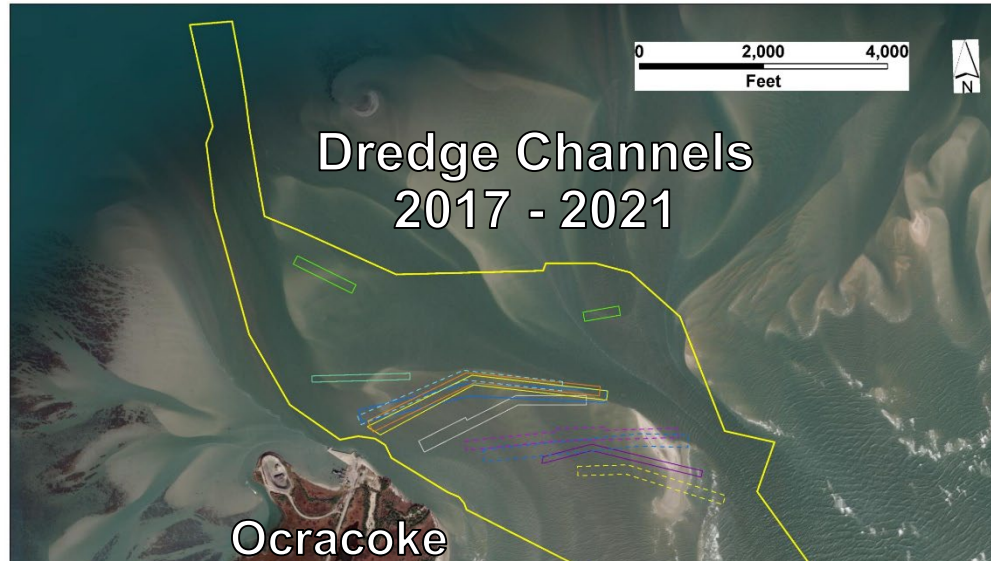 0 2,000 4,000
Feet
N
Dredge Channels
2017 - 2021
Ocracoke